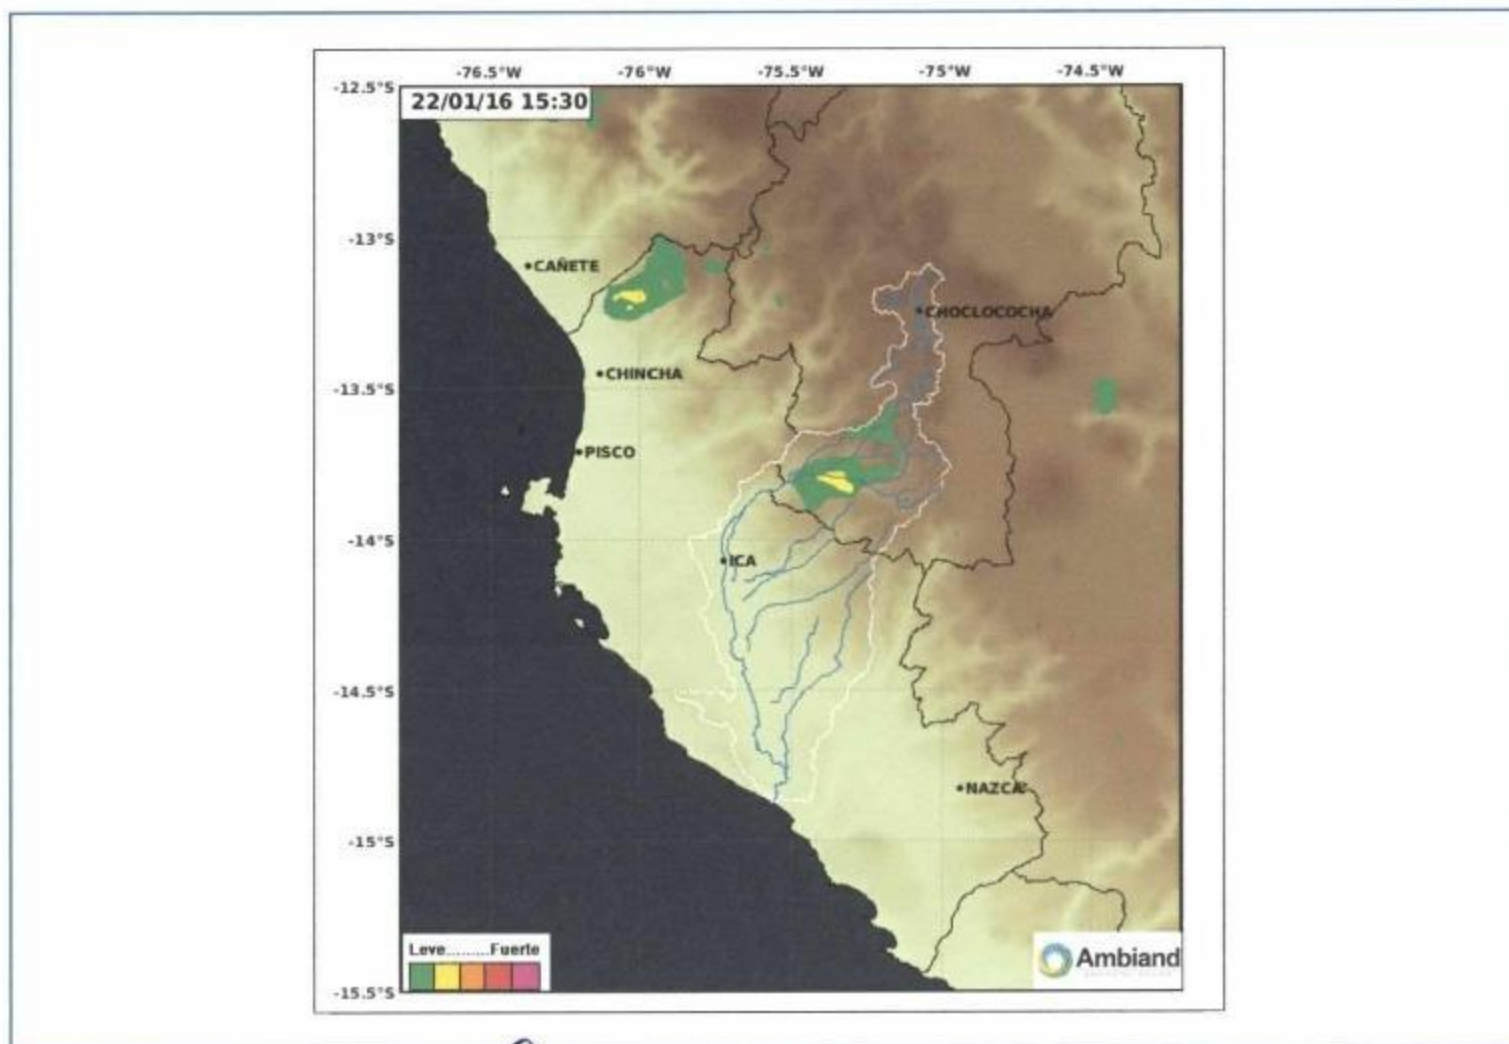 -76.5°W -76°W -75.5°W -75°W -74.5°W
-12.5°S
22/01/16 15:30
-13°S
CAÑETE
CHOCLOCOCHA
CHINCHA
-13.5°S
PISCO
-14°S
ICA
-14.5°S
NAZCA
-15°S
Leve.........Fuerte
Ambiand
-15.5°S